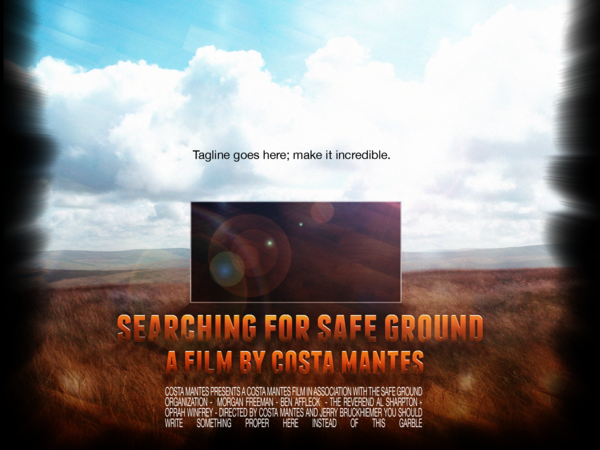 Tagline goes here; make it incredible.
SEARCHING FOR SAFE GROUND
A FILM BY COSTA MANTES
COSTA MANTES PRESENTS A COSTA MANTES FILM IN ASSOCIATION WITH THE SAFE GROUND
ORGANIZATION - MORGAN FREEMAN - BEN AFFLECK - THE REVEREND AL SHARPTON -
OPRAH WINFREY - DIRECTED BY COSTA MANTES AND JERRY BRUCKHIEMER YOU SHOULD
WRITE SOMETHING PROPER HERE INSTEAD OF THIS GARBLE